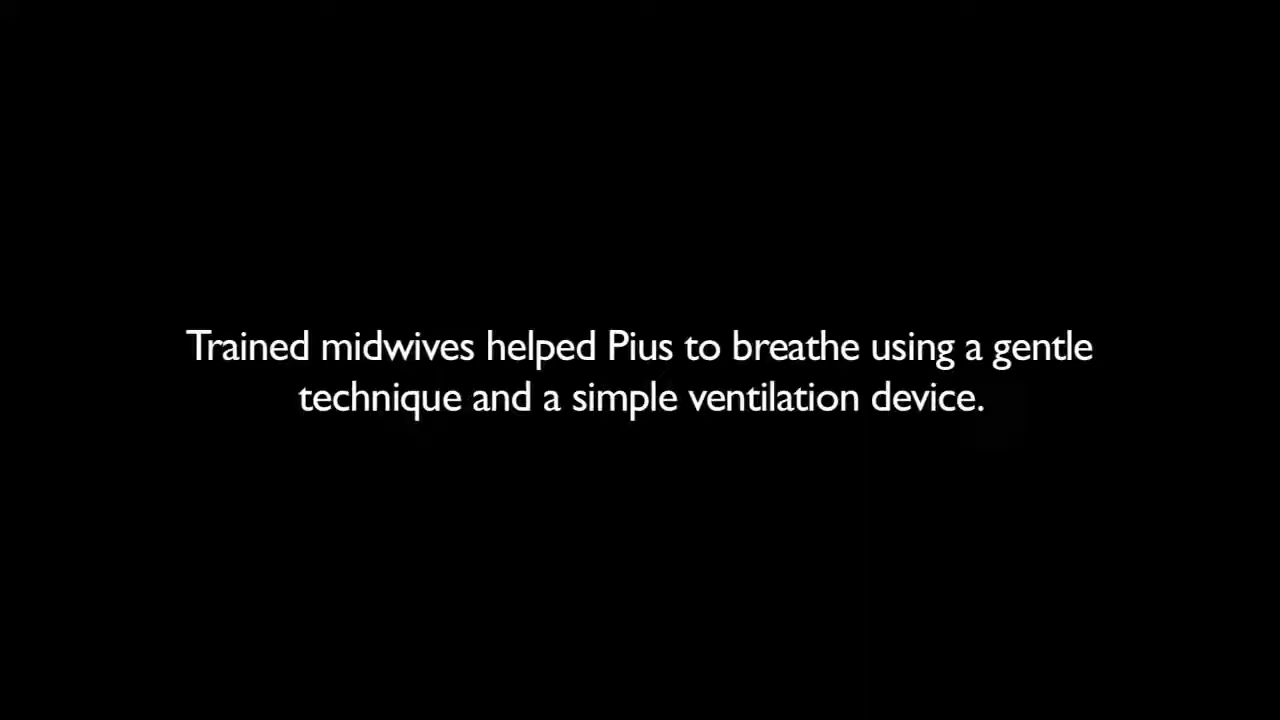 Trained midwives helped Pius to breathe using a gentle
technique and a simple ventilation device.